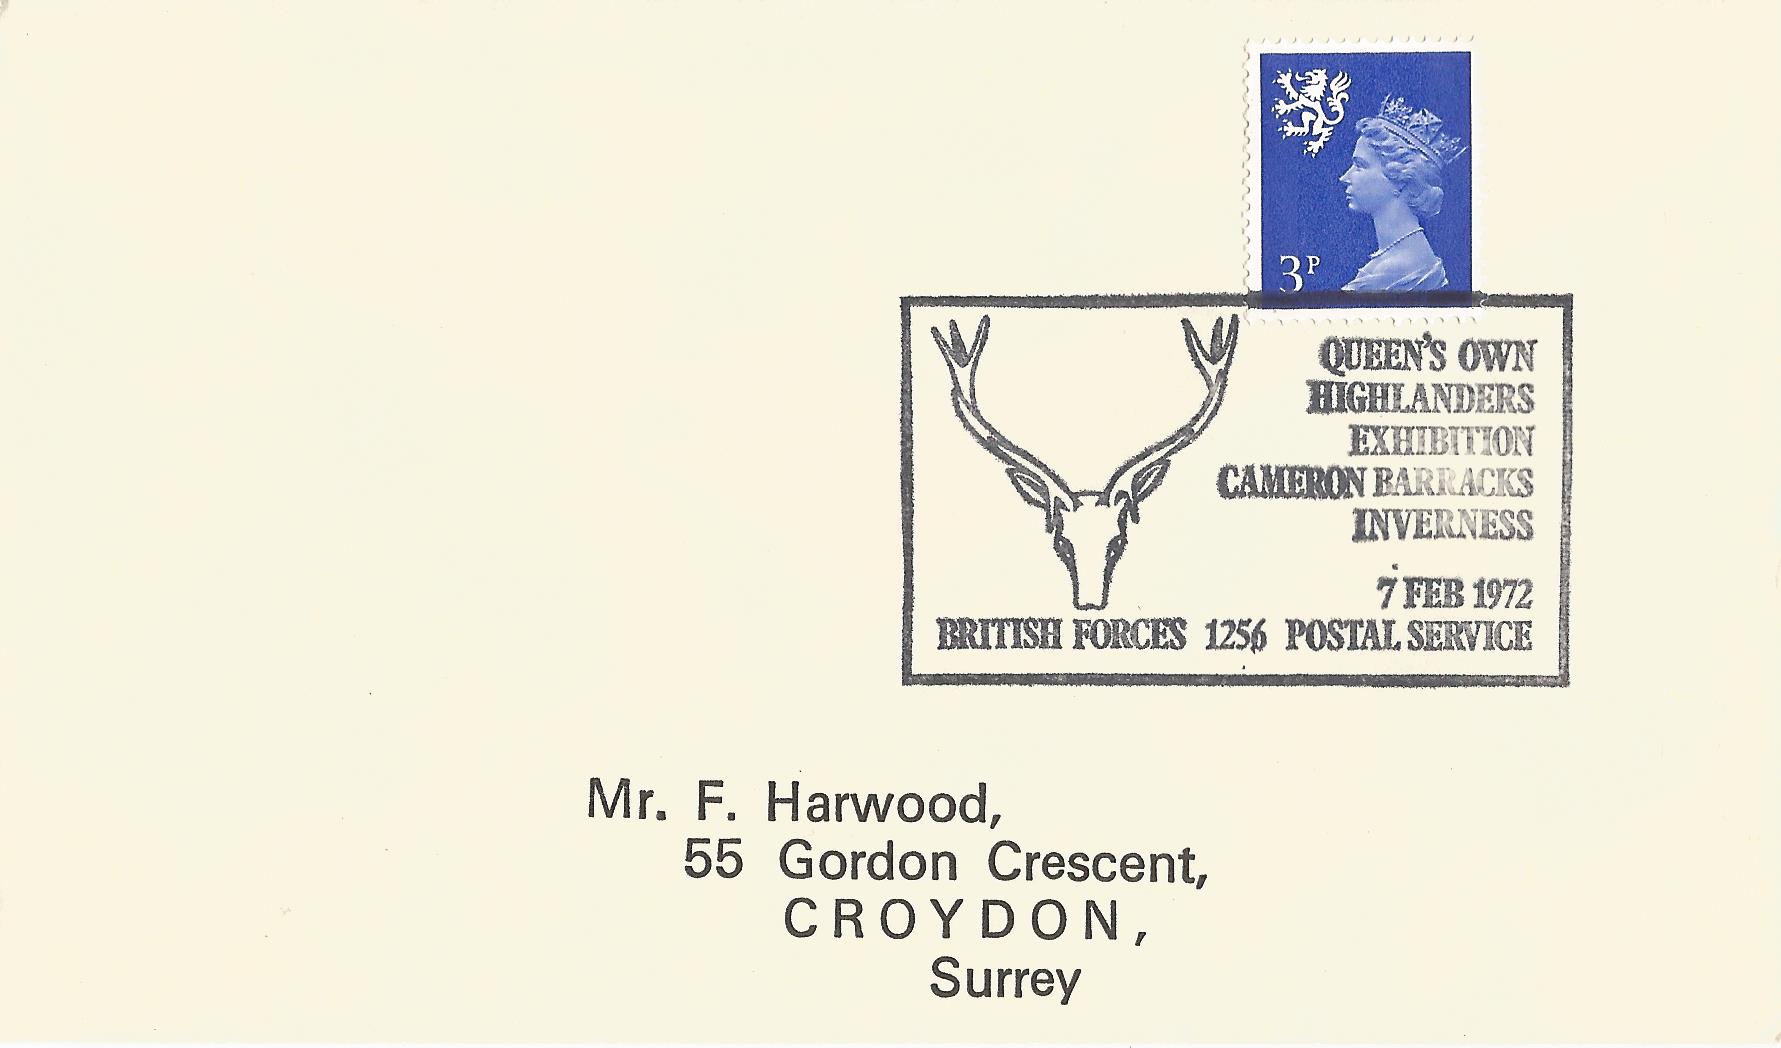 3P
QUEEN'S OWN
HIGHLANDERS
EXHIBITION
CAMERON BARRACKS
INVERNESS
7 FEB 1972
BRITISH FORCES 1256 POSTAL SERVICE
Mr. F. Harwood,
55 Gordon Crescent,
CROYDON,
Surrey